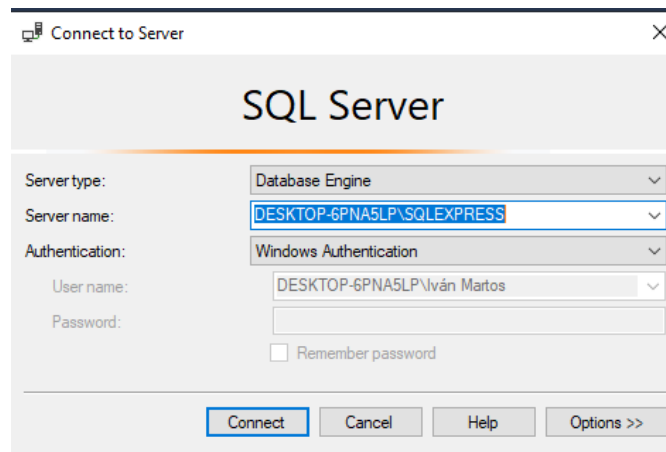 Connect to Server
SQL Server
Server type: Database Engine
Server name: DESKTOP-6PNA5LP\SQLEXPRESS
Authentication: Windows Authentication
User name: DESKTOP-6PNA5LP\Iván Martos
Password:
Remember password
Connect Cancel Help Options >>